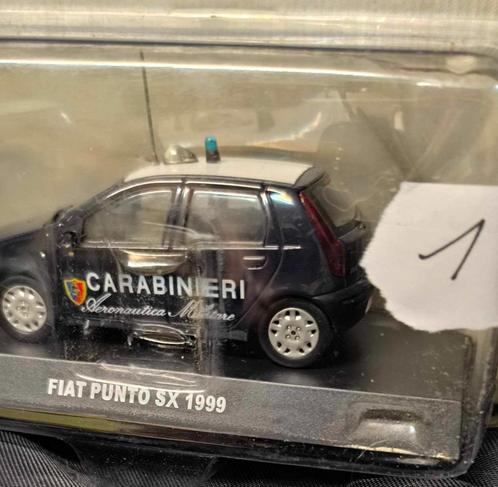 CARABINIERI
Aeronautica Militare
1
FIAT PUNTO SX 1999